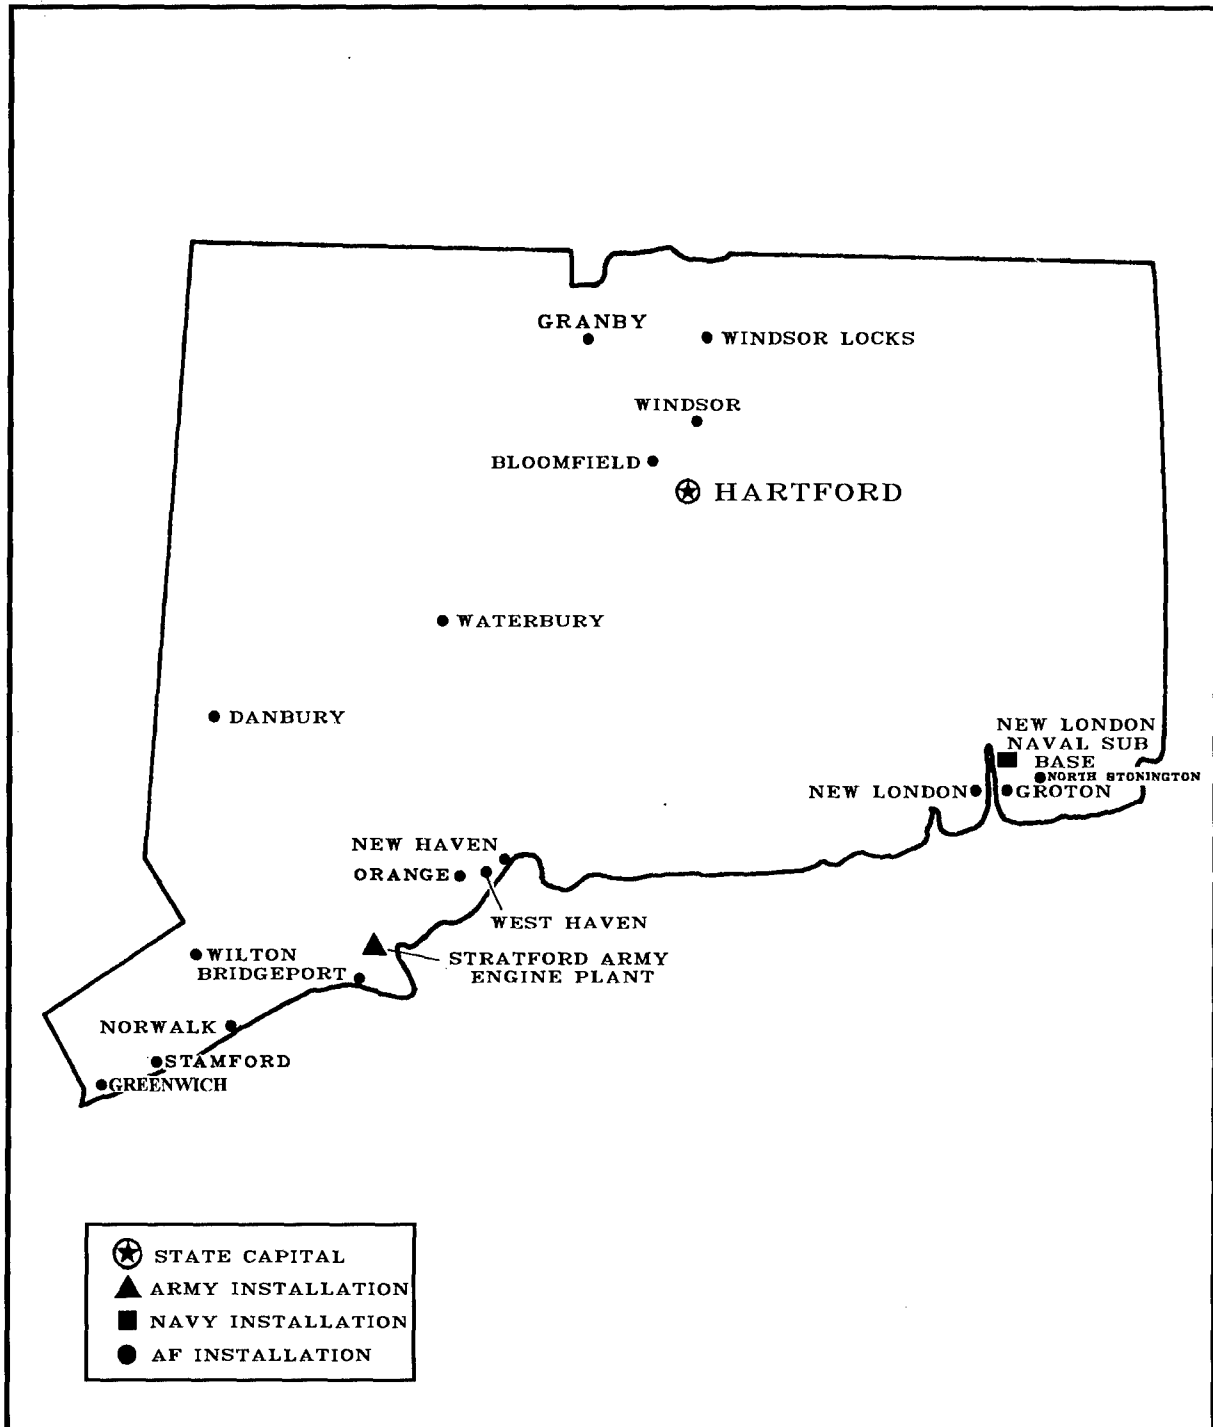 GRANBY
WINDSOR LOCKS
WINDSOR
BLOOMFIELD
HARTFORD
WATERBURY
DANBURY
NEW LONDON
NAVAL SUB
BASE
NORTH STONINGTON
NEW LONDON
GROTON
NEW HAVEN
ORANGE
WEST HAVEN
WILTON
STRATFORD ARMY
ENGINE PLANT
BRIDGEPORT
NORWALK
STAMFORD
GREENWICH
STATE CAPITAL
ARMY INSTALLATION
NAVY INSTALLATION
AF INSTALLATION